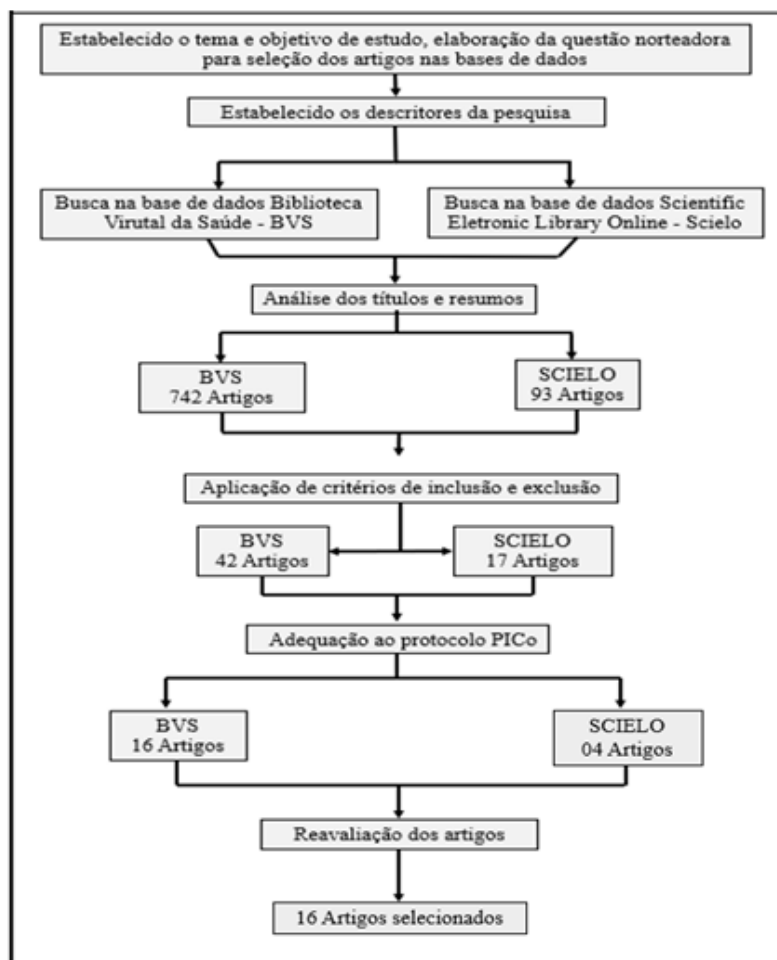 Estabelecido o tema e objetivo de estudo, elaboração da questão norteadora
para seleção dos artigos nas bases de dados
Estabelecido os descritores da pesquisa
Busca na base de dados Biblioteca
Virutal da Saúde - BVS
Busca na base de dados Scientific
Eletronic Library Online - Scielo
Análise dos títulos e resumos
BVS
742 Artigos
SCIELO
93 Artigos
Aplicação de critérios de inclusão e exclusão
BVS
42 Artigos
SCIELO
17 Artigos
Adequação ao protocolo PICo
BVS
16 Artigos
SCIELO
04 Artigos
Reavaliação dos artigos
16 Artigos selecionados